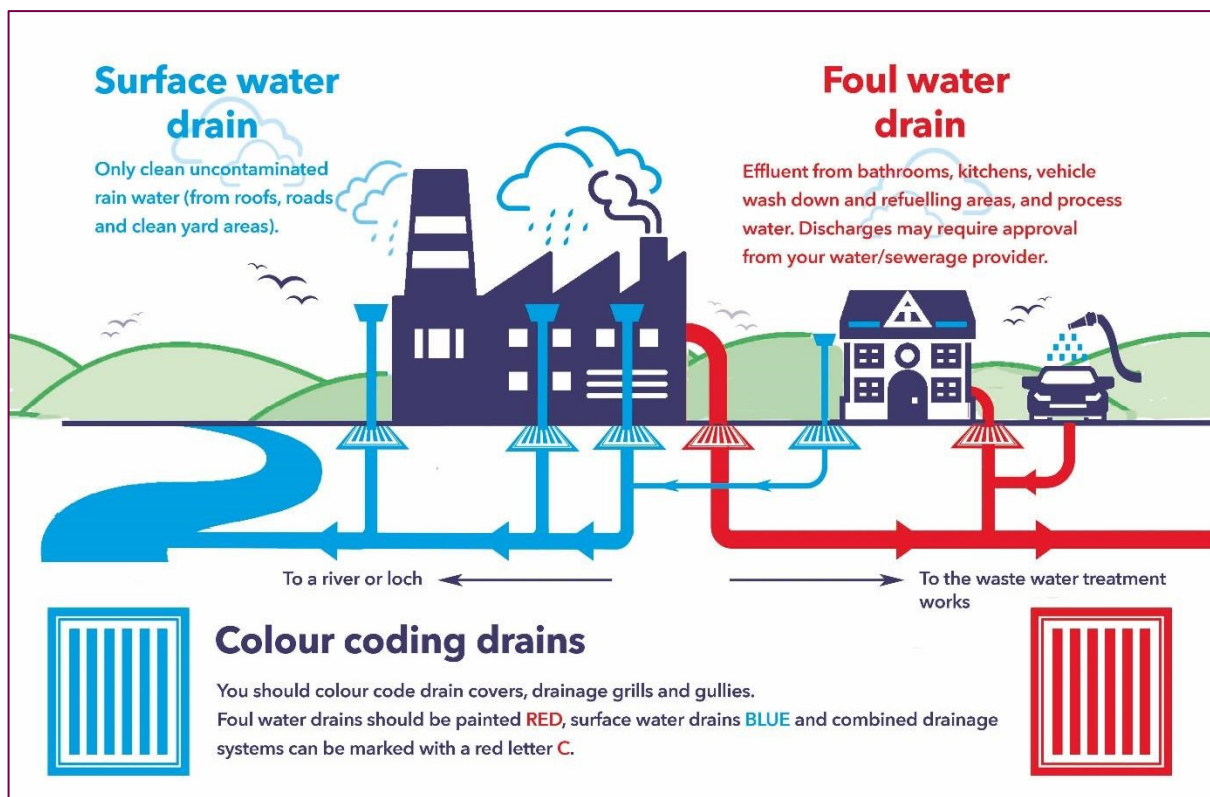 Surface water
drain
Only clean uncontaminated
rain water (from roofs, roads
and clean yard areas).
Foul water
drain
Effluent from bathrooms, kitchens, vehicle
wash down and refuelling areas, and process
water. Discharges may require approval
from your water/sewerage provider.
To a river or loch
To the waste water treatment
works
Colour coding drains
You should colour code drain covers, drainage grills and gullies.
Foul water drains should be painted RED, surface water drains BLUE and combined drainage
systems can be marked with a red letter C.